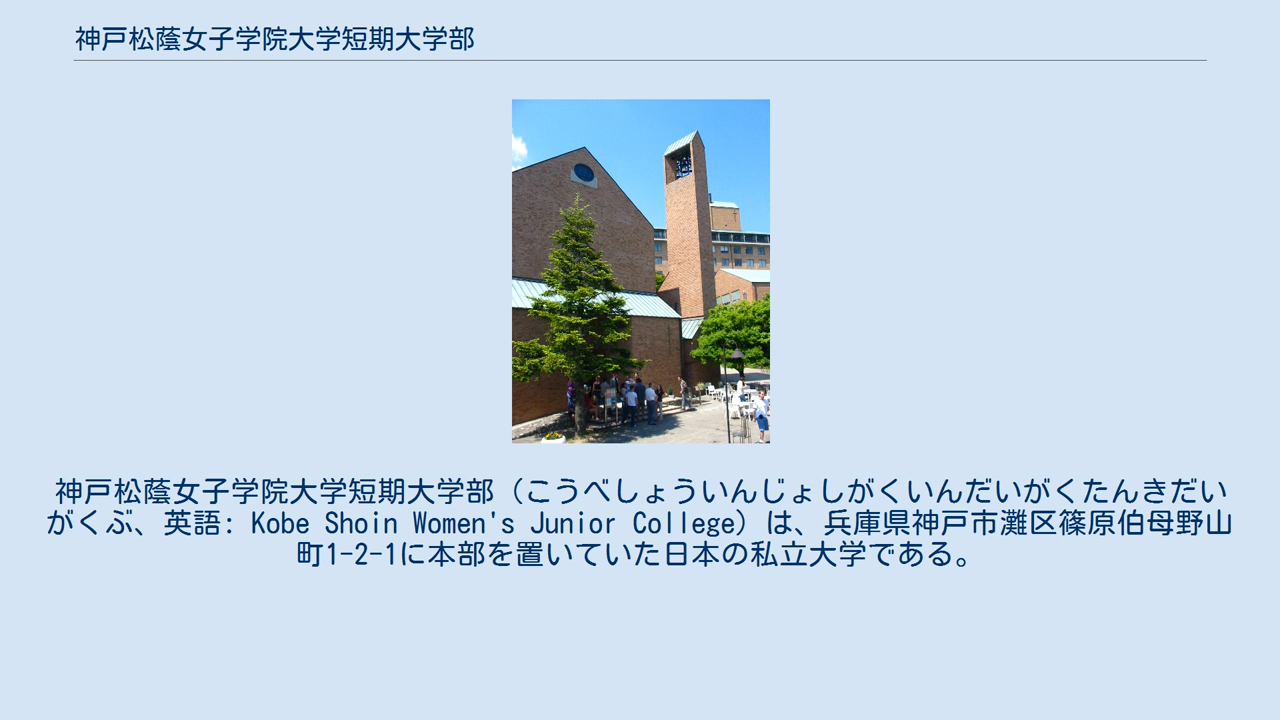 神戸松蔭女子学院大学短期大学部
神戸松蔭女子学院大学短期大学部（こうべしょういんじょしがくいんだいがくたんきだい
がくぶ、英語: Kobe Shoin Women's Junior College）は、兵庫県神戸市灘区篠原伯母野山
町1-2-1に本部を置いていた日本の私立大学である。